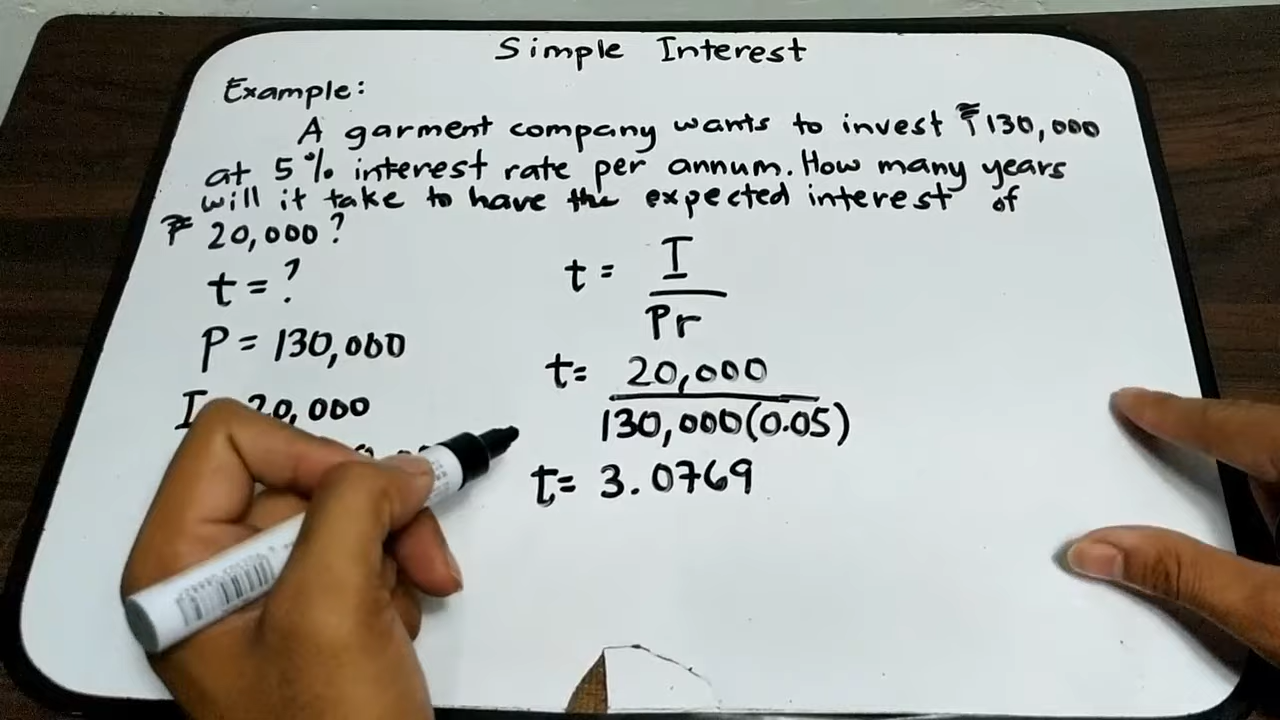 Simple Interest
Example:
A garment company wants to invest ₱130,000
at 5% interest rate per annum. How many years
will it take to have the expected interest of
₱ 20,000?
t = ?
t = I
Pr
P = 130,000
t= 20,000
130,000(0.05)
I 20,000
t= 3.0769